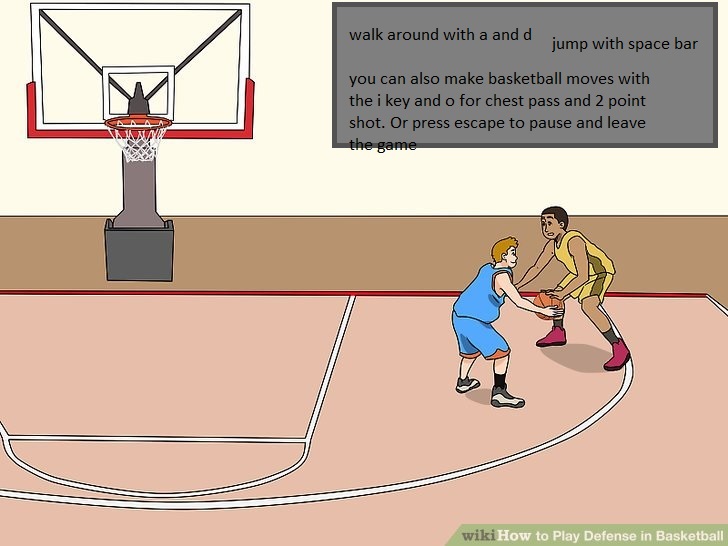 walk around with a and d
jump with space bar
you can also make basketball moves with
the i key and o for chest pass and 2 point
shot. Or press escape to pause and leave
the game
wikiHow to Play Defense in Basketball